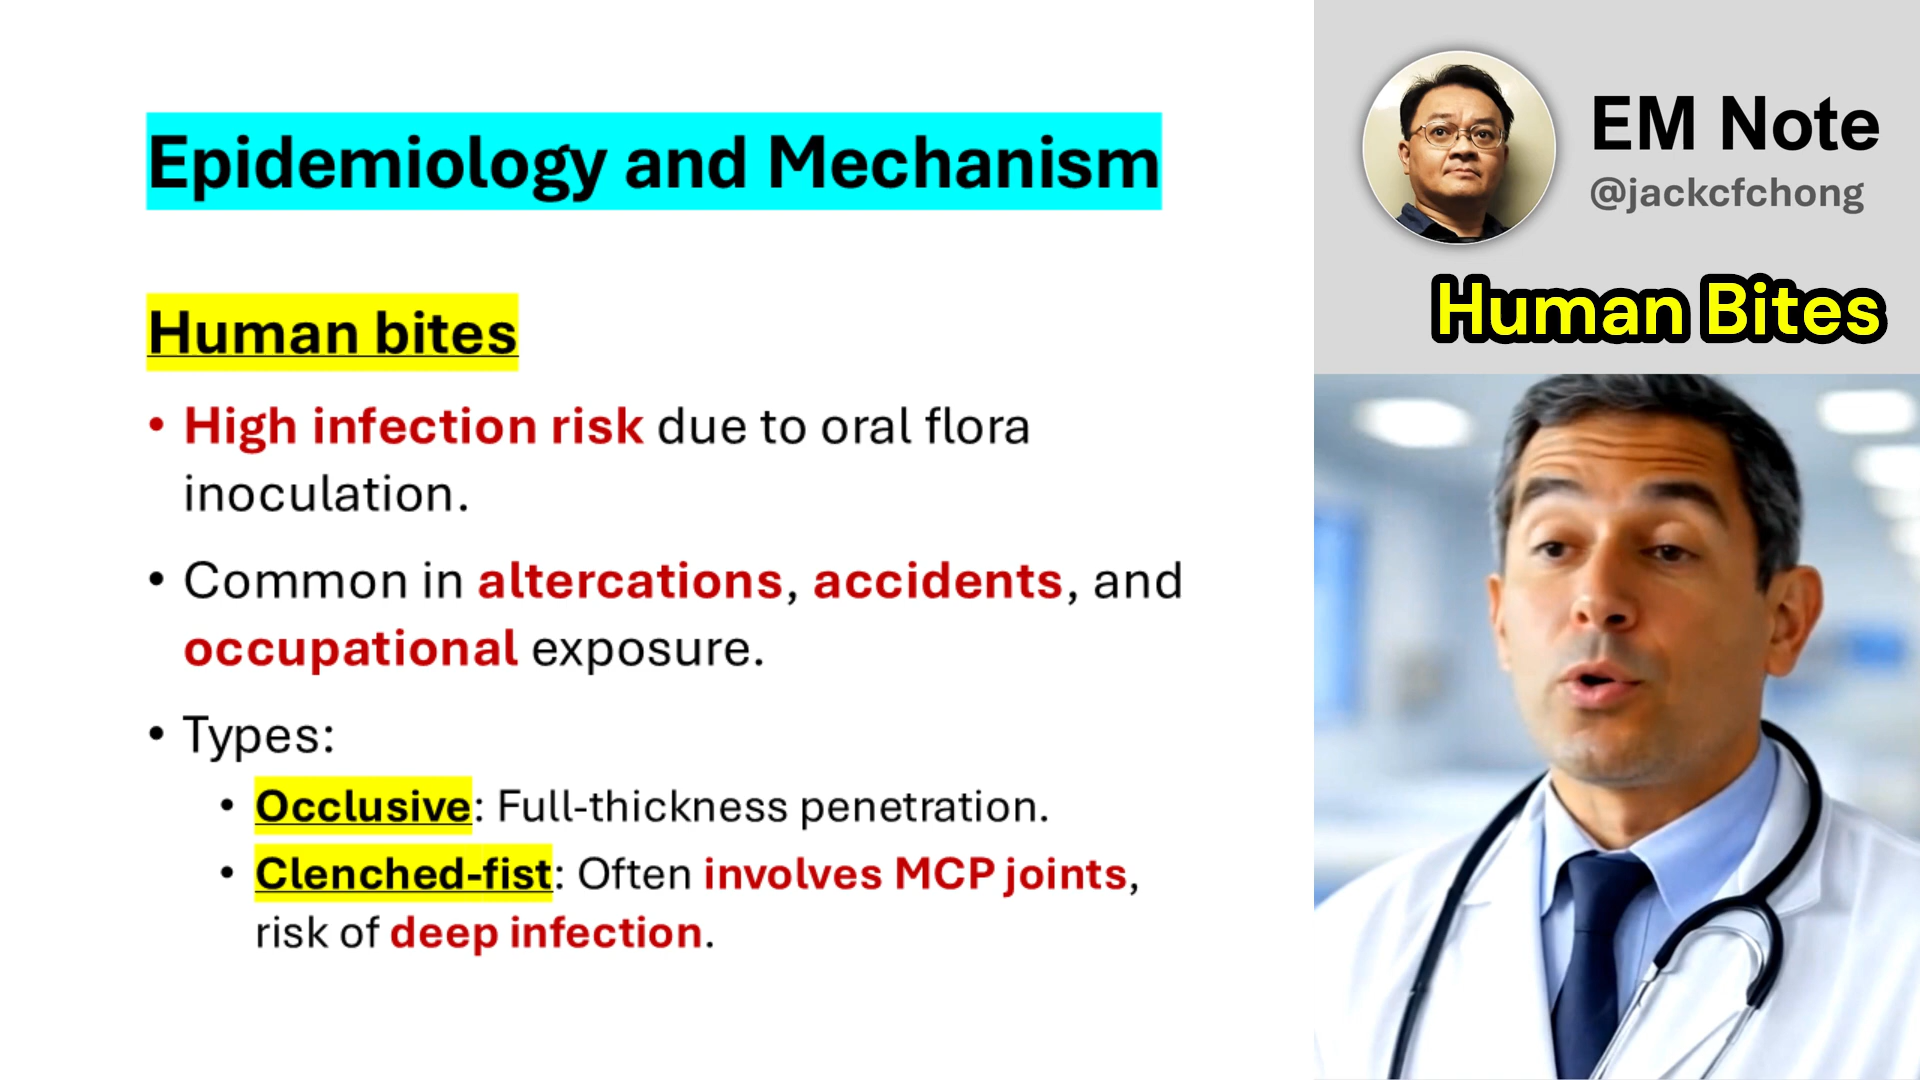 Epidemiology and Mechanism
Human bites
• High infection risk due to oral flora
inoculation.
• Common in altercations, accidents, and
occupational exposure.
• Types:
• Occlusive: Full-thickness penetration.
• Clenched-fist: Often involves MCP joints,
risk of deep infection.
EM Note
@jackcfchong
Human Bites